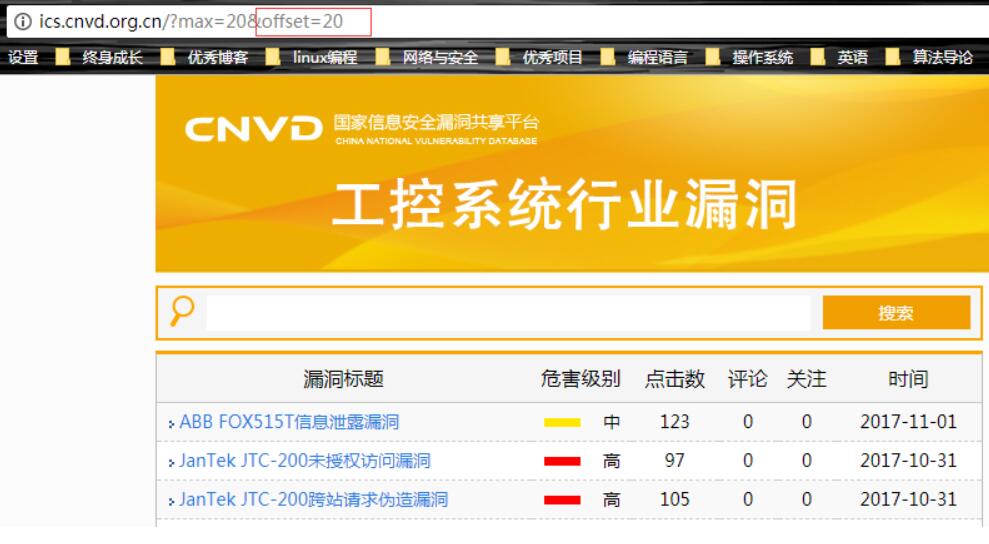 ics.cnvd.org.cn/?max=20&offset=20
设置 终身成长 优秀博客 linux编程 网络与安全 优秀项目 编程语言 操作系统 英语 算法导论
CNVD 国家信息安全漏洞共享平台
CHINA NATIONAL VULNERABILITY DATABASE
工控系统行业漏洞
搜索
漏洞标题 危害级别 点击数 评论 关注 时间
ABB FOX515T信息泄露漏洞 中 123 0 0 2017-11-01
JanTek JTC-200未授权访问漏洞 高 97 0 0 2017-10-31
JanTek JTC-200跨站请求伪造漏洞 高 105 0 0 2017-10-31